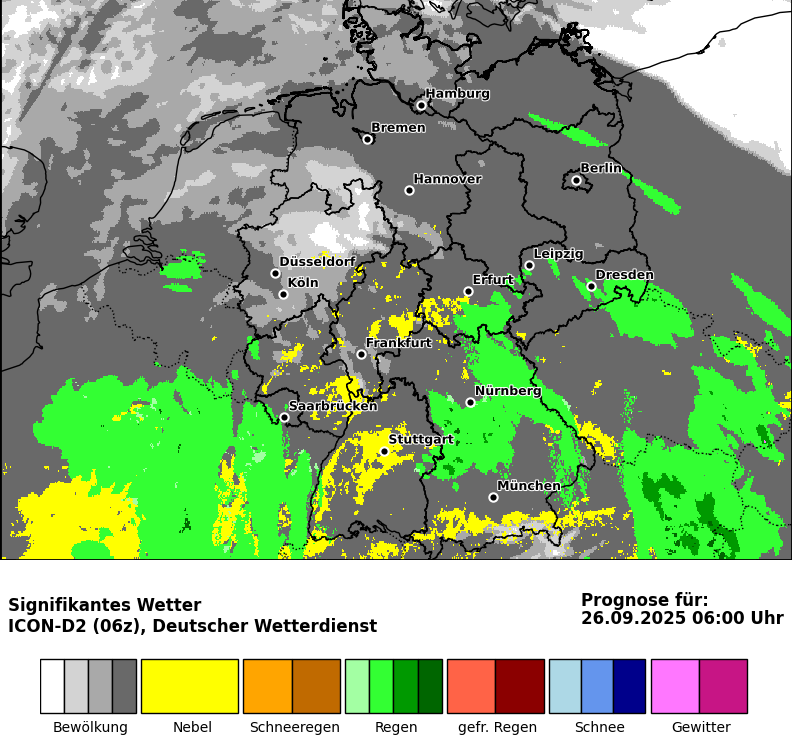 Hamburg
Bremen
Berlin
Hannover
Leipzig
Düsseldorf
Dresden
Köln
Erfurt
Frankfurt
Nürnberg
Saarbrücken
Stuttgart
München
Signifikantes Wetter
ICON-D2 (06z), Deutscher Wetterdienst
Prognose für:
26.09.2025 06:00 Uhr
Bewölkung
Nebel
Schneeregen
Regen
gefr. Regen
Schnee
Gewitter